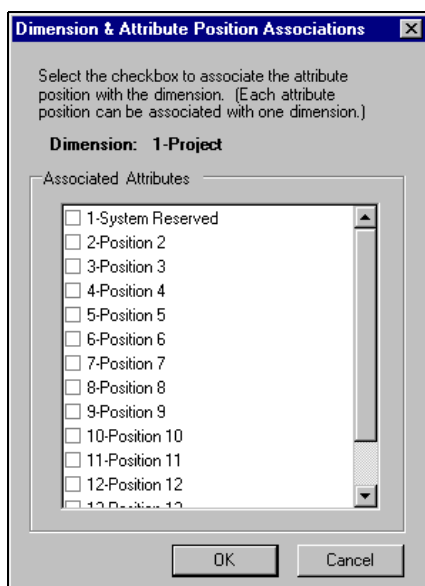 Dimension & Attribute Position Associations
Select the checkbox to associate the attribute
position with the dimension. (Each attribute
position can be associated with one dimension.)
Dimension: 1-Project
Associated Attributes
1-System Reserved
2-Position 2
3-Position 3
4-Position 4
5-Position 5
6-Position 6
7-Position 7
8-Position 8
9-Position 9
10-Position 10
11-Position 11
12-Position 12
13-Position 13
OK Cancel